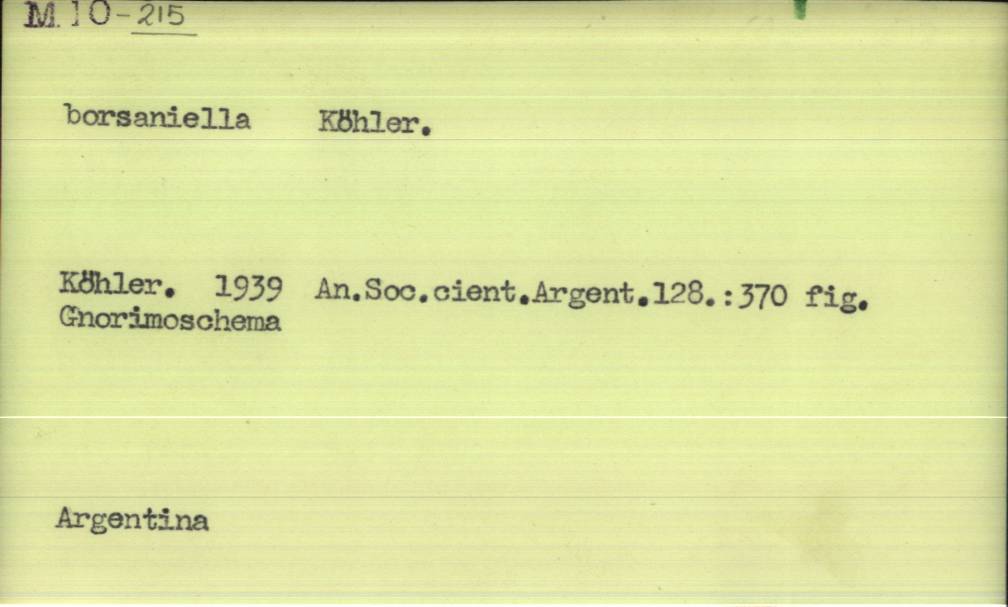 M.10-215
borsaniella Köhler.
Köhler. 1939 An.Soc.cient.Argent.128.:370 fig.
Gnorimoschema
Argentina